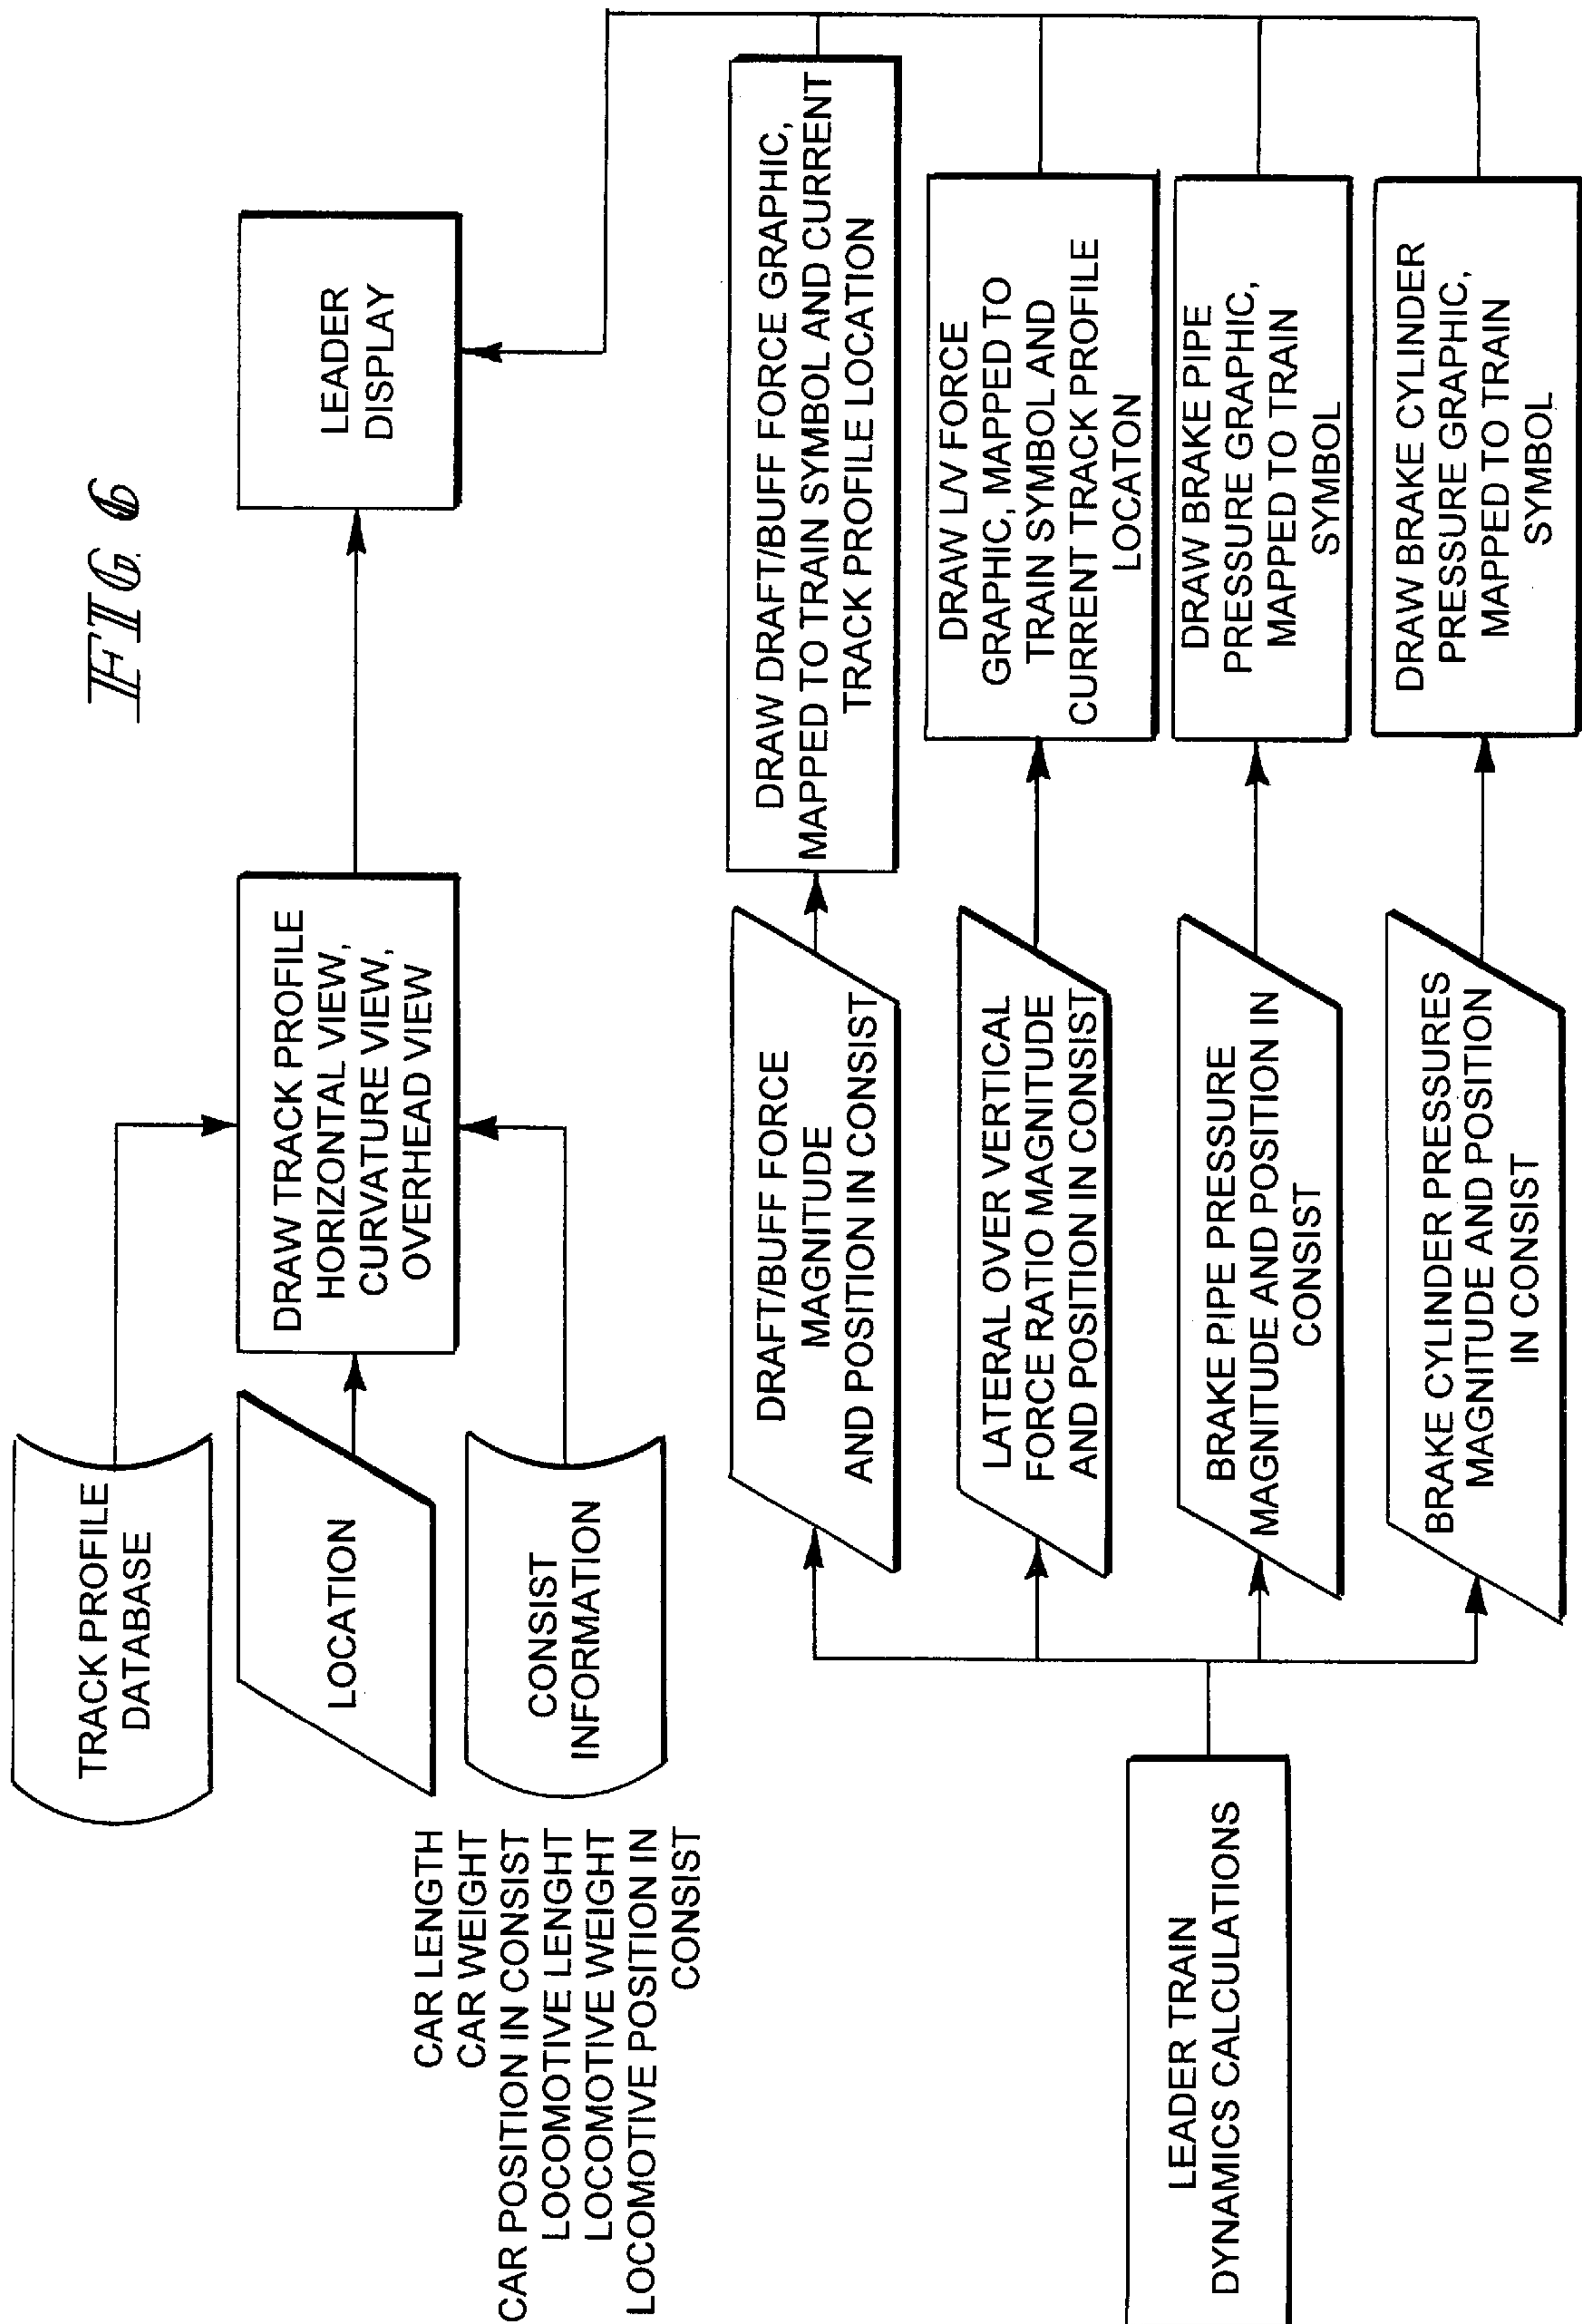 FIG 6
TRACK PROFILE
DATABASE
LOCATION
CONSIST
INFORMATION
CAR LENGTH
CAR WEIGHT
CAR POSITION IN CONSIST
LOCOMOTIVE LENGHT
LOCOMOTIVE WEIGHT
LOCOMOTIVE POSITION IN
CONSIST
DRAW TRACK PROFILE
HORIZONTAL VIEW,
CURVATURE VIEW,
OVERHEAD VIEW
LEADER
DISPLAY
LEADER TRAIN
DYNAMICS CALCULATIONS
DRAFT/BUFF FORCE
MAGNITUDE
AND POSITION IN CONSIST
DRAW DRAFT/BUFF FORCE GRAPHIC,
MAPPED TO TRAIN SYMBOL AND CURRENT
TRACK PROFILE LOCATION
LATERAL OVER VERTICAL
FORCE RATIO MAGNITUDE
AND POSITION IN CONSIST
DRAW L/V FORCE
GRAPHIC, MAPPED TO
TRAIN SYMBOL AND
CURRENT TRACK PROFILE
LOCATON
BRAKE PIPE PRESSURE
MAGNITUDE AND POSITION IN
CONSIST
DRAW BRAKE PIPE
PRESSURE GRAPHIC,
MAPPED TO TRAIN
SYMBOL
BRAKE CYLINDER PRESSURES
MAGNITUDE AND POSITION
IN CONSIST
DRAW BRAKE CYLINDER
PRESSURE GRAPHIC,
MAPPED TO TRAIN
SYMBOL